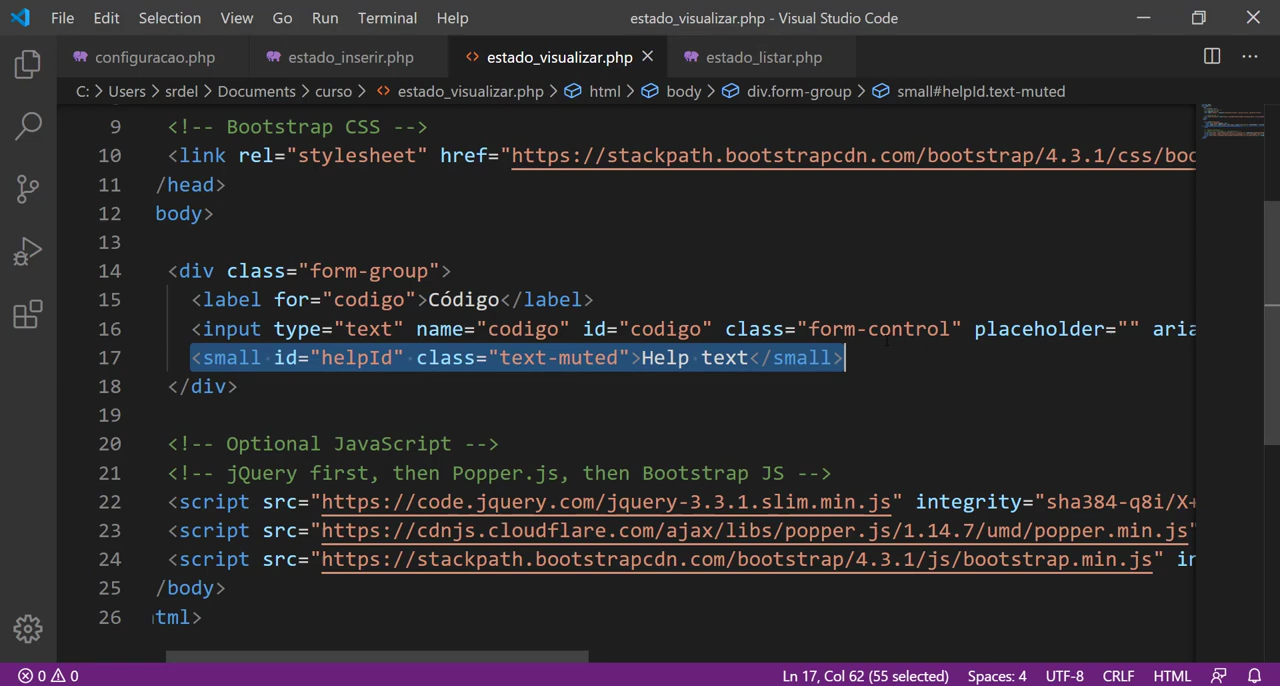 File Edit Selection View Go Run Terminal Help estado_visualizar.php - Visual Studio Code
configuracao.php estado_inserir.php estado_visualizar.php estado_listar.php
C: > Users > srdel > Documents > curso > estado_visualizar.php > html > body > div.form-group > small#helpId.text-muted
9 <!-- Bootstrap CSS -->
10 <link rel="stylesheet" href="https://stackpath.bootstrapcdn.com/bootstrap/4.3.1/css/boo
11 /head>
12 body>
13
14 <div class="form-group">
15 <label for="codigo">Código</label>
16 <input type="text" name="codigo" id="codigo" class="form-control" placeholder="" aria
17 <small id="helpId" class="text-muted">Help text</small>
18 </div>
19
20 <!-- Optional JavaScript -->
21 <!-- jQuery first, then Popper.js, then Bootstrap JS -->
22 <script src="https://code.jquery.com/jquery-3.3.1.slim.min.js" integrity="sha384-q8i/X+
23 <script src="https://cdnjs.cloudflare.com/ajax/libs/popper.js/1.14.7/umd/popper.min.js"
24 <script src="https://stackpath.bootstrapcdn.com/bootstrap/4.3.1/js/bootstrap.min.js" in
25 /body>
26 tml>
0 0 Ln 17, Col 62 (55 selected) Spaces: 4 UTF-8 CRLF HTML